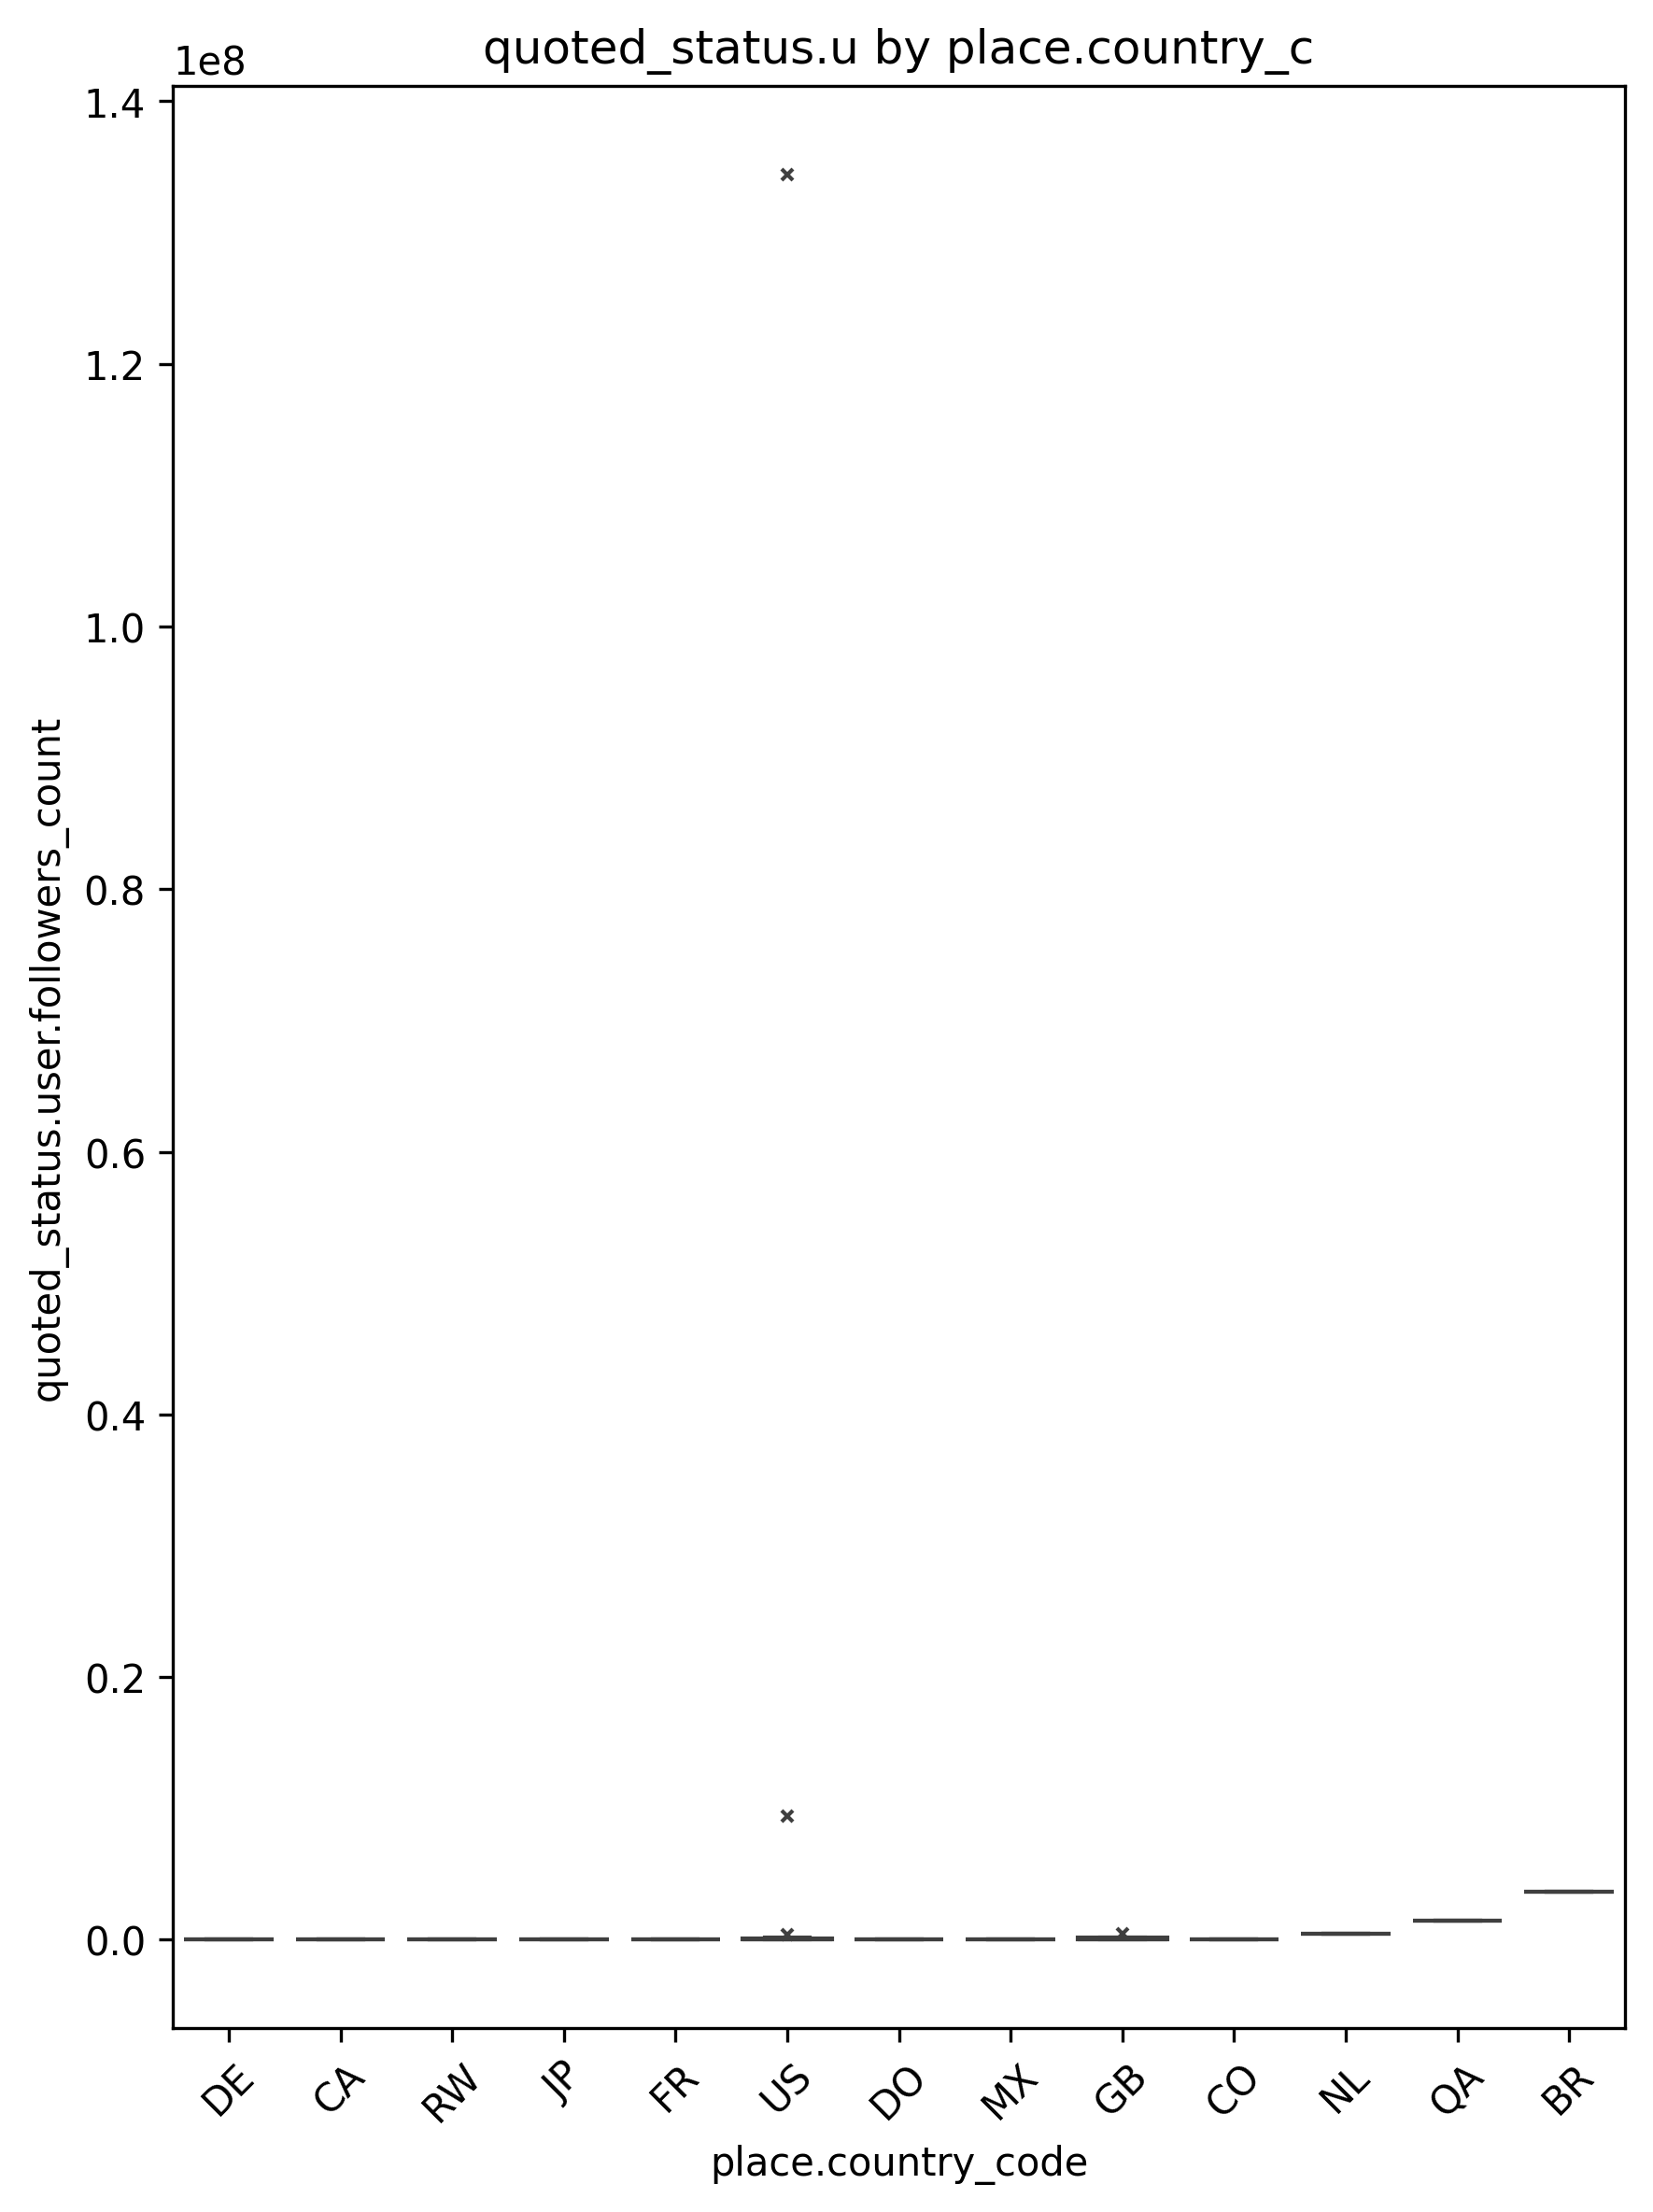 quoted_status.u by place.country_c
1e8
1.4
1.2
1.0
0.8
0.6
0.4
0.2
0.0
quoted_status.user.followers_count
DE CA RW JP FR US DO MX GB CO NL QA BR
place.country_code